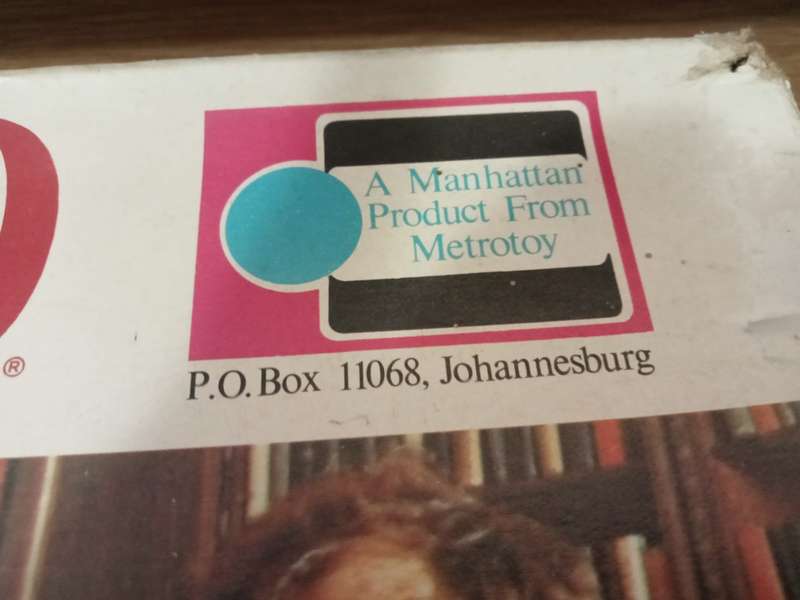 A Manhattan
Product From
Metrotoy
®
P.O. Box 11068, Johannesburg